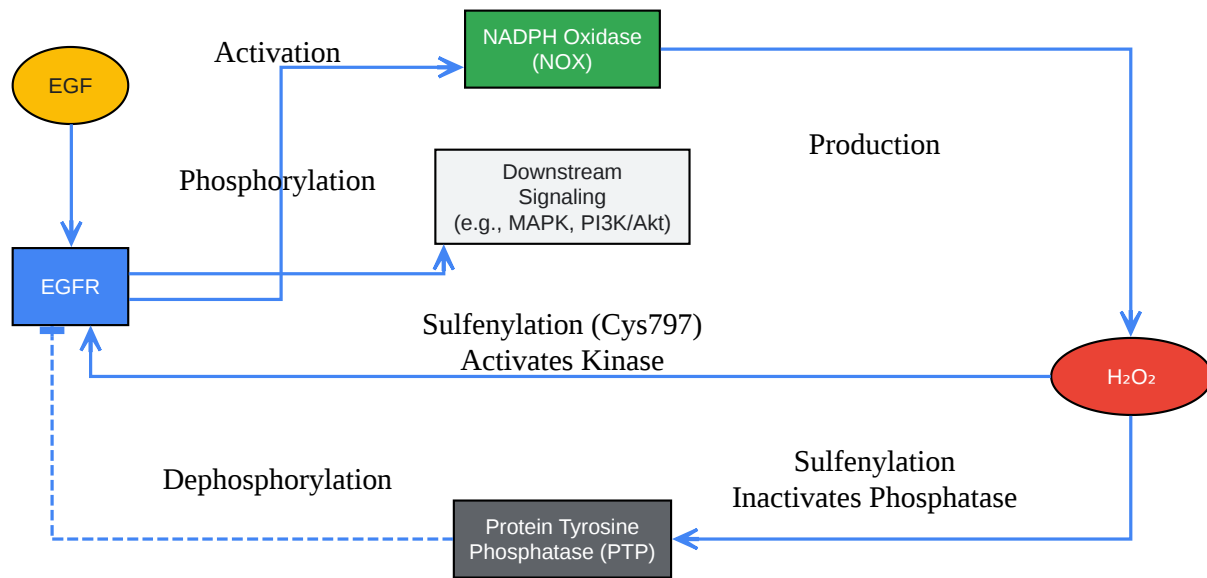 Activation
NADPH Oxidase
(NOX)
EGF
Production
Phosphorylation
Downstream
Signaling
(e.g., MAPK, PI3K/Akt)
EGFR
Sulfenylation (Cys797)
Activates Kinase
H₂O₂
Dephosphorylation
Sulfenylation
Inactivates Phosphatase
Protein Tyrosine
Phosphatase (PTP)